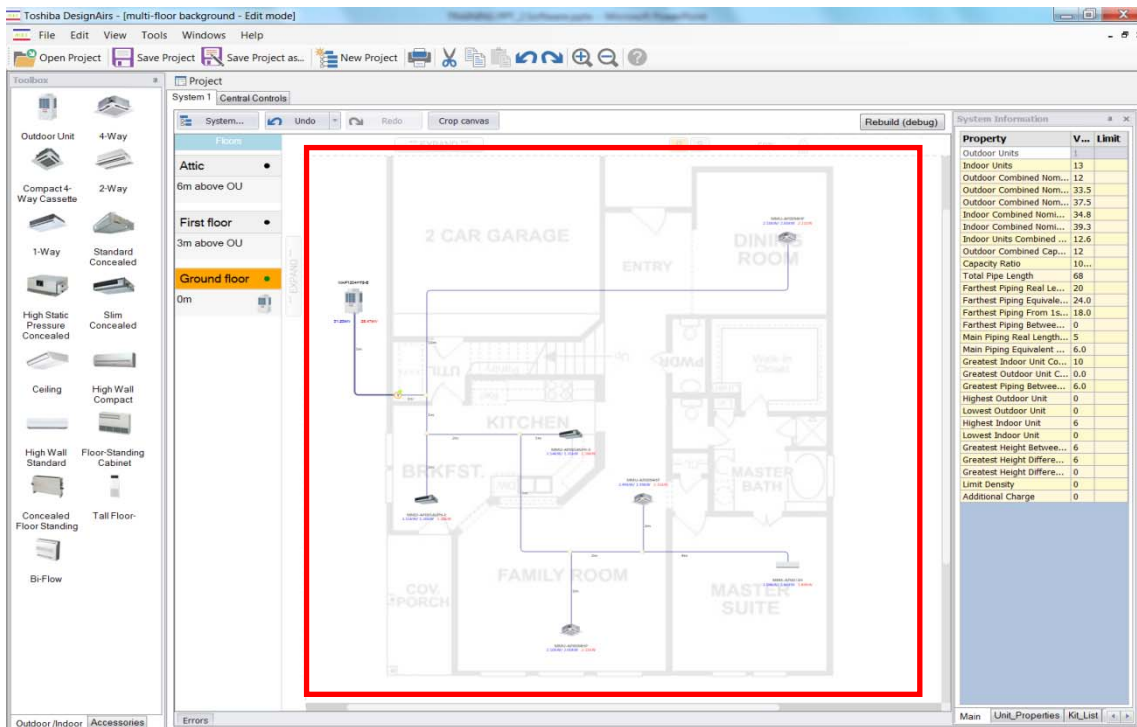 Toshiba DesignAirs - [multi-floor background - Edit mode]
File Edit View Tools Windows Help
Open Project Save Project Save Project as... New Project
Toolbox
Outdoor Unit 4-Way
Compact 4-Way Cassette 2-Way
1-Way Standard Concealed
High Static Pressure Concealed Slim Concealed
Ceiling High Wall Compact
High Wall Standard Floor-Standing Cabinet
Concealed Floor Standing Tall Floor-
Bi-Flow
Outdoor/Indoor Accessories
Project
System 1 Central Controls
System... Undo Redo Crop canvas Rebuild (debug)
Floors
Attic
6m above OU
First floor
3m above OU
Ground floor
0m
EXPAND
EXPAND
2 CAR GARAGE
DINING ROOM
ENTRY
UTIL
Pantry
UP
PWDR
Walk-in Closet
REF
KITCHEN
BRKFST.
DW
MASTER BATH
FAMILY ROOM
COV. PORCH
MASTER SUITE
Errors
System Information
Property V... Limit
Outdoor Units 1
Indoor Units 13
Outdoor Combined Nom... 12
Outdoor Combined Nom... 33.5
Outdoor Combined Nom... 37.5
Indoor Combined Nomi... 34.8
Indoor Combined Nomi... 39.3
Indoor Units Combined ... 12.6
Outdoor Combined Cap... 12
Capacity Ratio 10...
Total Pipe Length 68
Farthest Piping Real Le... 20
Farthest Piping Equivale... 24.0
Farthest Piping From 1s... 18.0
Farthest Piping Betwee... 0
Main Piping Real Length... 5
Main Piping Equivalent ... 6.0
Greatest Indoor Unit Co... 10
Greatest Outdoor Unit C... 0.0
Greatest Piping Betwee... 6.0
Highest Outdoor Unit 0
Lowest Outdoor Unit 0
Highest Indoor Unit 6
Lowest Indoor Unit 0
Greatest Height Betwee... 6
Greatest Height Differe... 6
Greatest Height Differe... 0
Limit Density 0
Additional Charge 0
Main Unit_Properties Kit_List